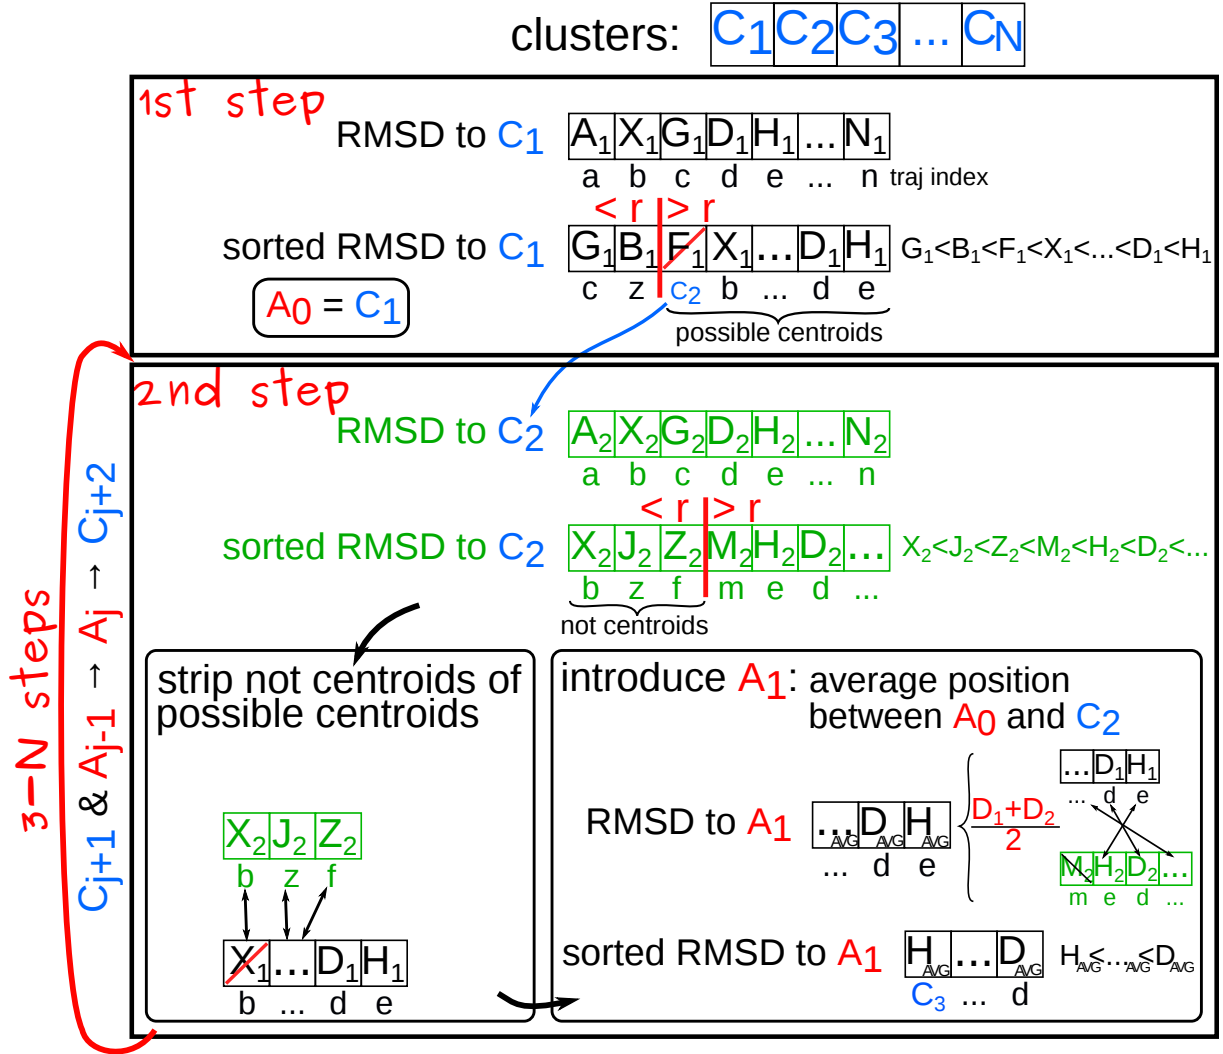 clusters: C1 C2 C3 ... CN
1st step
RMSD to C1 A1 X1 G1 D1 H1 ... N1
a b c d e ... n traj index
< r > r
sorted RMSD to C1 G1 B1 F1 X1 ... D1 H1 G1<B1<F1<X1<...<D1<H1
c z C2 b ... d e
A0 = C1
possible centroids
2nd step
RMSD to C2 A2 X2 G2 D2 H2 ... N2
a b c d e ... n
< r > r
sorted RMSD to C2 X2 J2 Z2 M2 H2 D2 ... X2<J2<Z2<M2<H2<D2<...
b z f m e d ...
not centroids
3-N steps
Cj+1 & Aj-1 → Aj → Cj+2
strip not centroids of
possible centroids
X2 J2 Z2
b z f
X1 ... D1 H1
b ... d e
introduce A1: average position
between A0 and C2
... D1 H1
... d e
RMSD to A1 ...AVG DAVG HAVG
... d e
D1+D2
2
M2 H2 D2 ...
m e d ...
sorted RMSD to A1 HAVG ... DAVG HAVG<...AVG<DAVG
C3 ... d